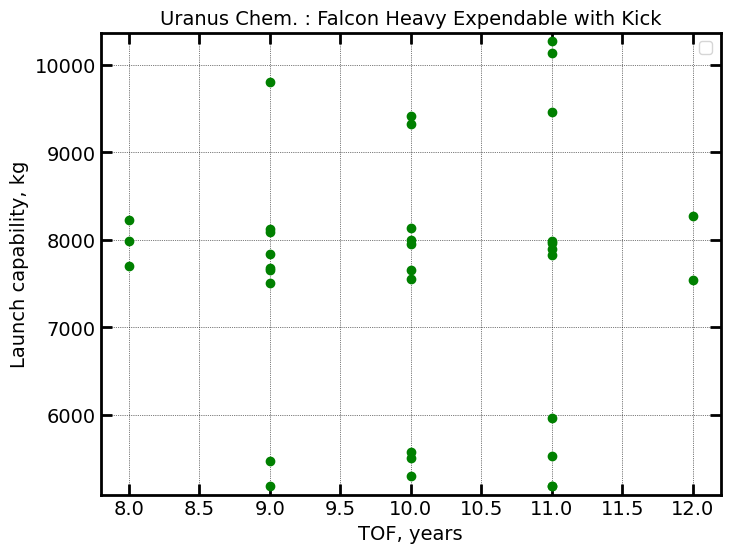 Uranus Chem. : Falcon Heavy Expendable with Kick
Launch capability, kg
10000
9000
8000
7000
6000
8.0 8.5 9.0 9.5 10.0 10.5 11.0 11.5 12.0
TOF, years